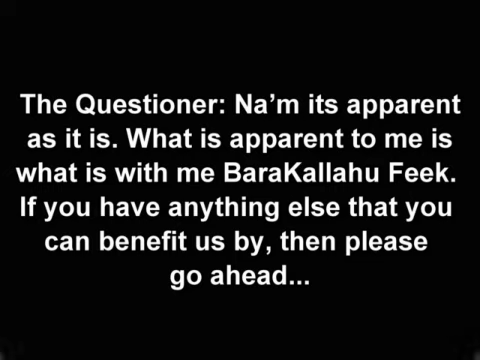 The Questioner: Na’m its apparent
as it is. What is apparent to me is
what is with me BaraKallahu Feek.
If you have anything else that you
can benefit us by, then please
go ahead...